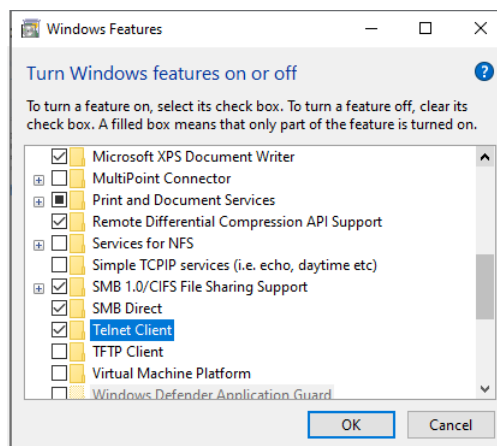 Windows Features
Turn Windows features on or off
To turn a feature on, select its check box. To turn a feature off, clear its
check box. A filled box means that only part of the feature is turned on.
Microsoft XPS Document Writer
MultiPoint Connector
Print and Document Services
Remote Differential Compression API Support
Services for NFS
Simple TCPIP services (i.e. echo, daytime etc)
SMB 1.0/CIFS File Sharing Support
SMB Direct
Telnet Client
TFTP Client
Virtual Machine Platform
Windows Defender Application Guard
OK Cancel